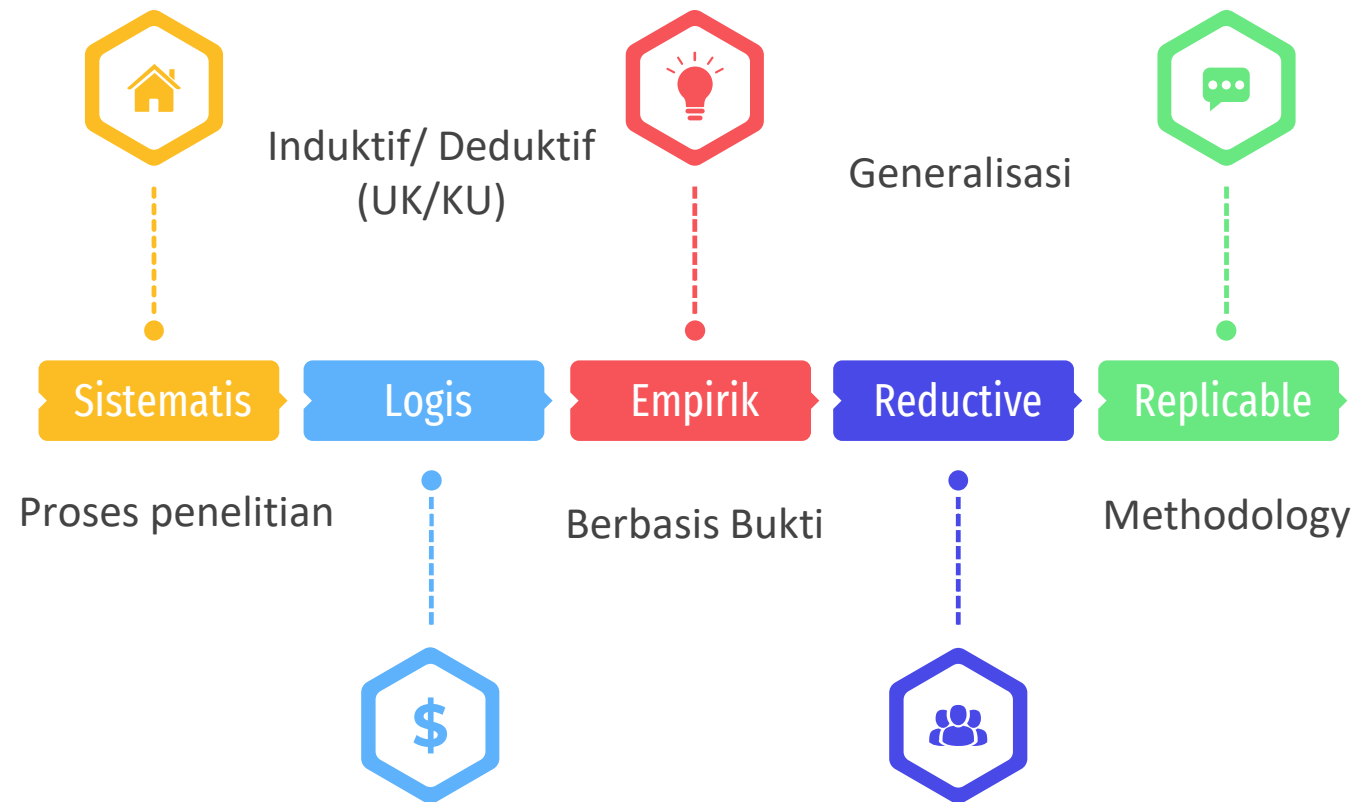 Induktif/ Deduktif
(UK/KU)
Generalisasi
Sistematis
Logis
Empirik
Reductive
Replicable
Proses penelitian
Berbasis Bukti
Methodology
$